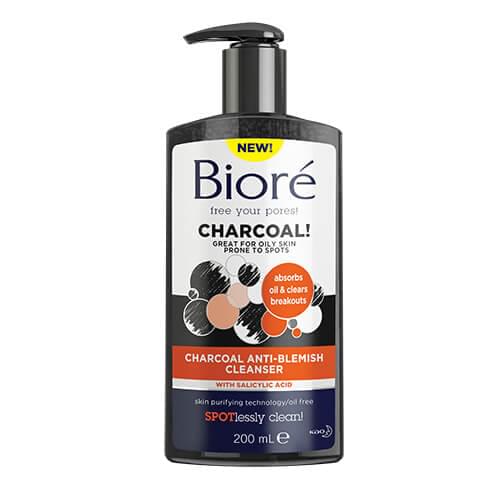 NEW!
Bioré
free your pores!
CHARCOAL!
GREAT FOR OILY SKIN
PRONE TO SPOTS
absorbs
oil & clears
breakouts
CHARCOAL ANTI-BLEMISH
CLEANSER
WITH SALICYLIC ACID
skin purifying technology/oil free
SPOTlessly clean!
200 mL ℮
Kao